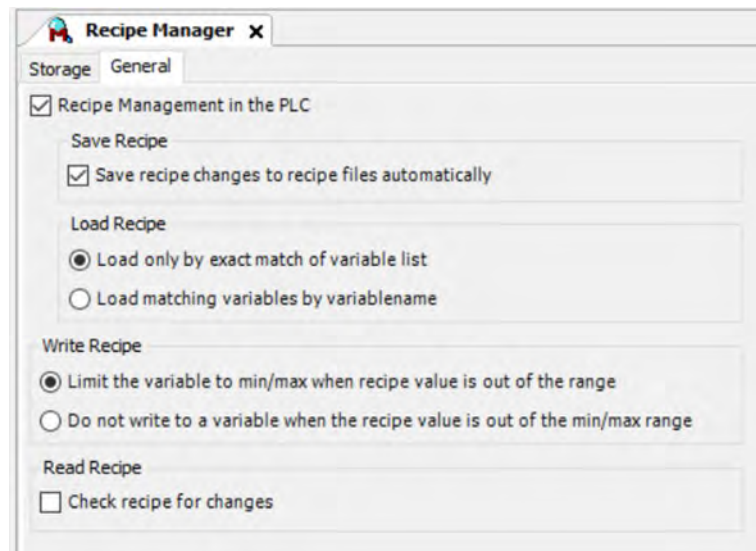 Recipe Manager x
Storage General
Recipe Management in the PLC
Save Recipe
Save recipe changes to recipe files automatically
Load Recipe
Load only by exact match of variable list
Load matching variables by variablename
Write Recipe
Limit the variable to min/max when recipe value is out of the range
Do not write to a variable when the recipe value is out of the min/max range
Read Recipe
Check recipe for changes